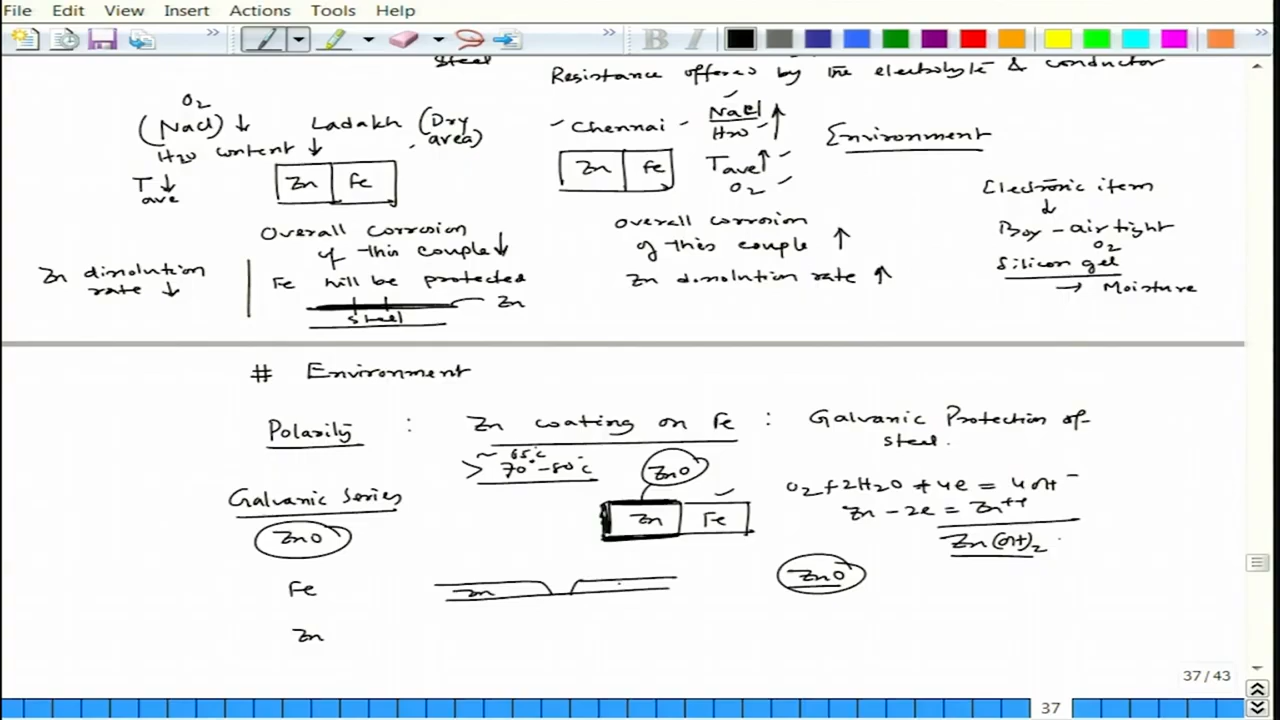 File Edit View Insert Actions Tools Help
B I
Steel
Resistance offered by the electrolyte & conductor
O2
(NaCl) ↓
H2O content ↓
T ↓
ave
Ladakh (Dry area)
Zn | Fe
Overall corrosion
of this couple ↓
Zn dissolution
rate ↓
Fe will be protected
Zn
steel
Chennai
NaCl ↑
H2O
Tave ↑
O2
Zn | Fe
Overall corrosion
of this couple ↑
Zn dissolution rate ↑
Environment
Electronic item
↓
Box - air tight
O2
Silicon gel
→ Moisture
# Environment
Polarity : Zn coating on Fe : Galvanic Protection of
steel.
~ 65°C
> 70° - 80°C
ZnO
Zn | Fe
O2 + 2H2O + 4e = 4OH−
Zn − 2e = Zn++
Zn(OH)2
ZnO
Galvanic Series
ZnO
Fe
Zn
Zn
37 / 43
37